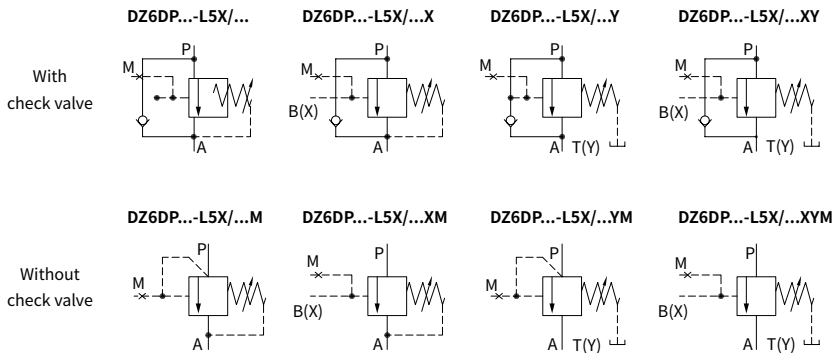 DZ6DP...-L5X/...
DZ6DP...-L5X/...X
DZ6DP...-L5X/...Y
DZ6DP...-L5X/...XY
With
check valve
P
M
A
P
M
B(X)
A
P
M
A
T(Y)
P
M
B(X)
A
T(Y)
DZ6DP...-L5X/...M
DZ6DP...-L5X/...XM
DZ6DP...-L5X/...YM
DZ6DP...-L5X/...XYM
Without
check valve
P
M
A
P
M
B(X)
A
P
M
A
T(Y)
P
M
B(X)
A
T(Y)